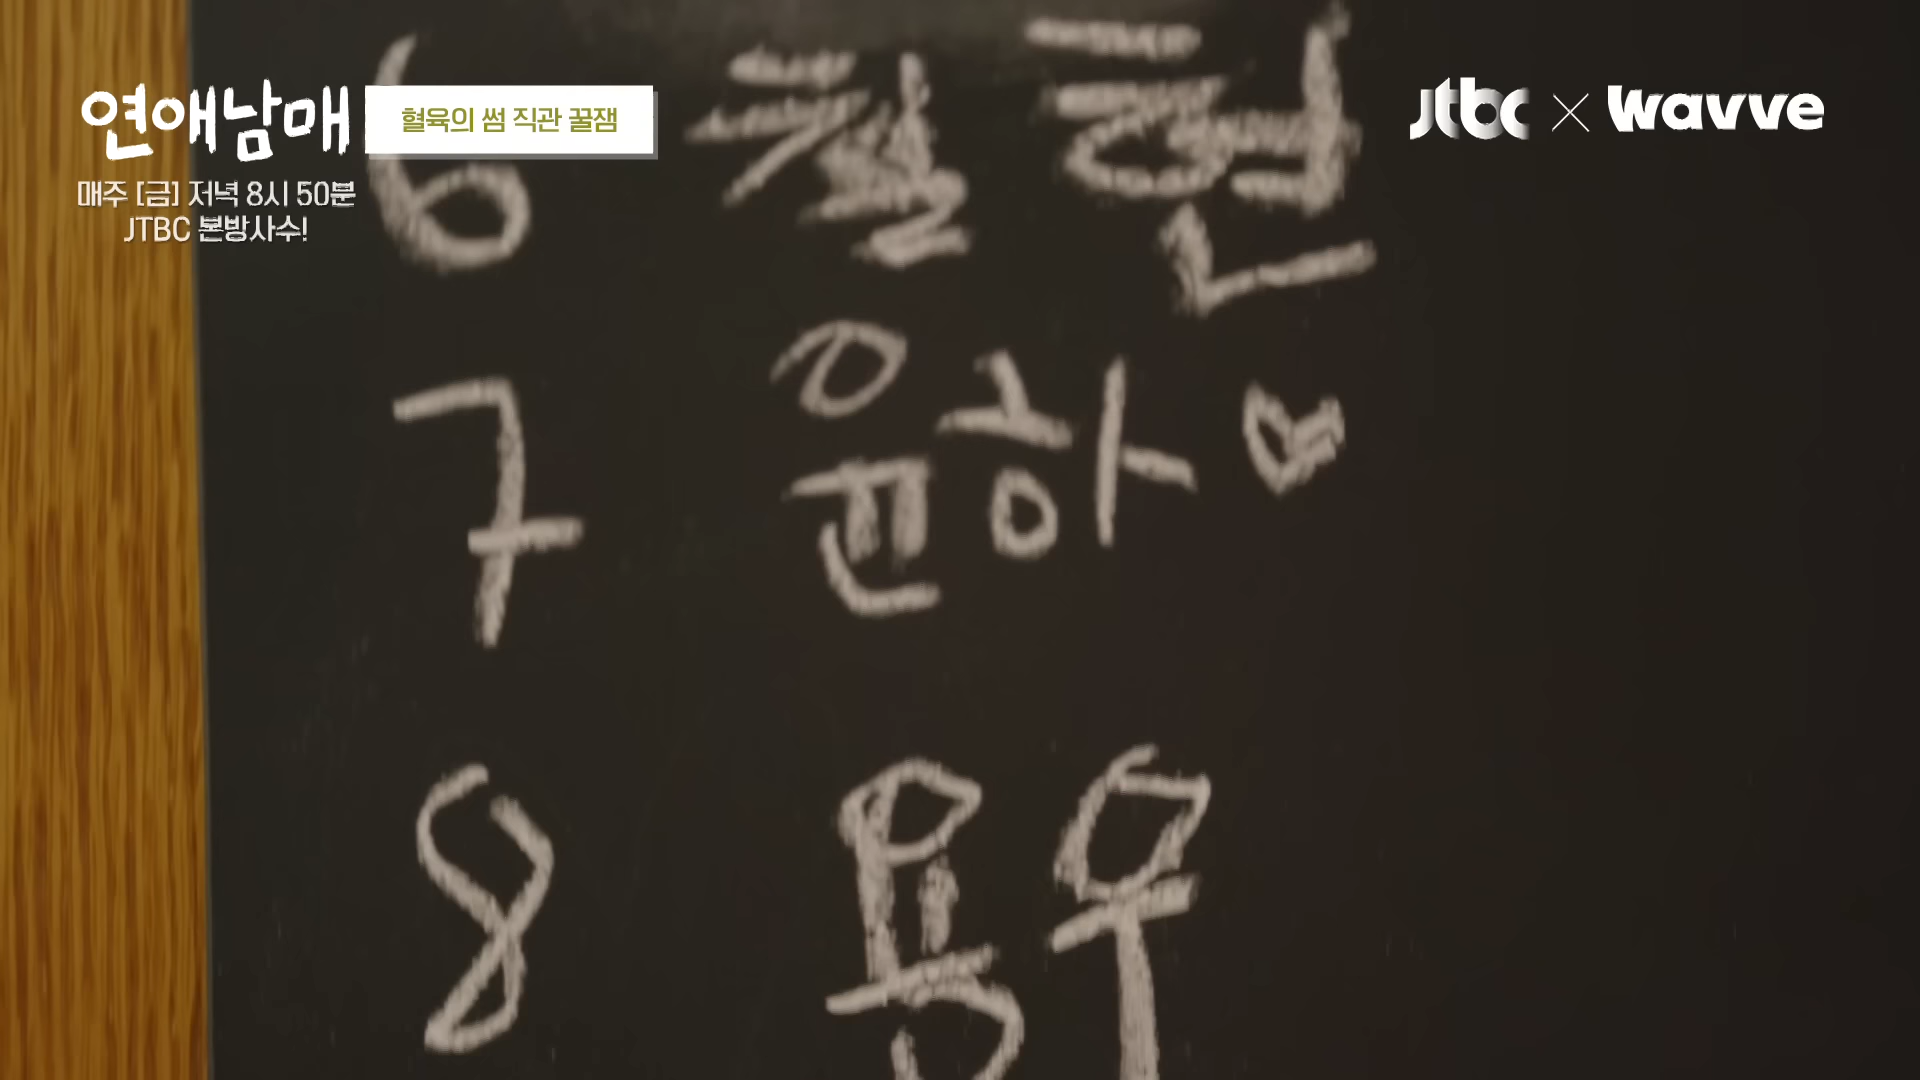 연애남매 혈육의 썸 직관 꿀잼
매주 [금] 저녁 8시 50분
JTBC 본방사수!
jtbc × wavve
6 철현
7 윤하♡
8 용우